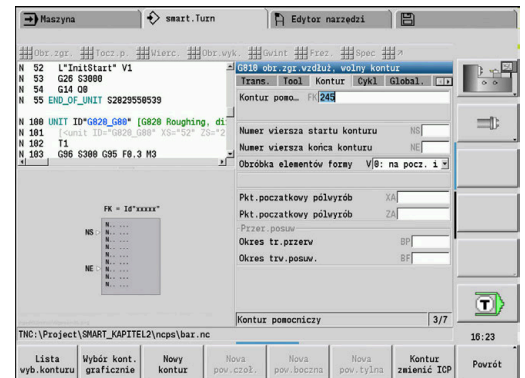 Maszyna
smart.Turn
Edytor narzędzi
Obr.zgr. Tocz.p. Wierc. Obr.wyk. Gwint Frez. Spec
N 52 L"InitStart" V1
N 53 G26 S3000
N 54 G14 Q0
N 55 END_OF_UNIT S2829550539
N 100 UNIT ID"G820_G80" [G820 Roughing, di
N 101 [<unit ID="G820_G80" XS="52" ZS="2
N 102 T1
N 103 G96 S300 G95 F0.3 M3
G810 obr.zgr.wzdłuż, wolny kontur
Trans. Tool Kontur Cykl Global.
Kontur pomo… FK 245
Numer viersza startu konturu NS
Numer viersza końca konturu NE
Obróbka elementów formy V 0: na pocz. i
Pkt.poczatkowy półwyrób XA
Pkt.poczatkowy półwyrób ZA
Przer.posuw
Okres tr.przerw BP
Okres trv.posuw. BF
FK = Id"xxxxx"
NS
NE
N.. ...
N.. ...
N.. ...
N.. ...
N.. ...
N.. ...
N.. ...
Kontur pomocniczy 3/7
TNC:\Project\SMART_KAPITEL2\ncps\bar.nc
16:23
T
Lista vyb.konturu
Wybór kont. graficznie
Nowy kontur
Nowa pow.czoł.
Nowa pow.boczna
Nowa pow.tylna
Kontur zmienić ICP
Powrót